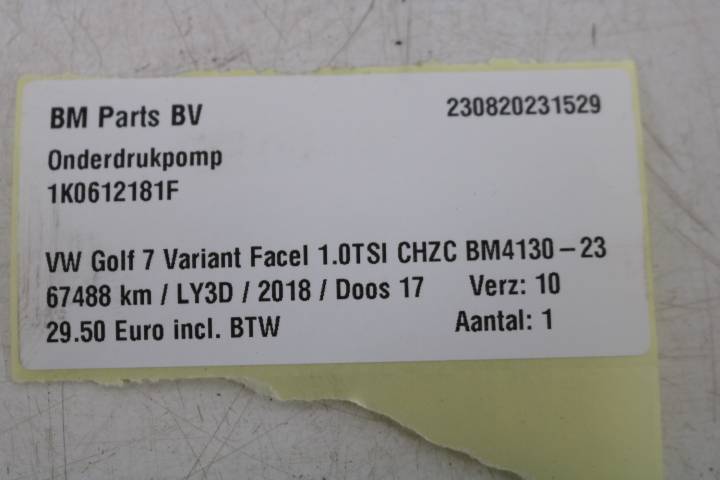 BM Parts BV 230820231529
Onderdrukpomp
1K0612181F
VW Golf 7 Variant Facel 1.0TSI CHZC BM4130-23
67488 km / LY3D / 2018 / Doos 17 Verz: 10
29.50 Euro incl. BTW Aantal: 1